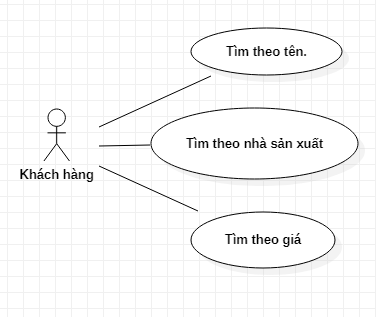 Tìm theo tên.
Tìm theo nhà sản xuất
Khách hàng
Tìm theo giá